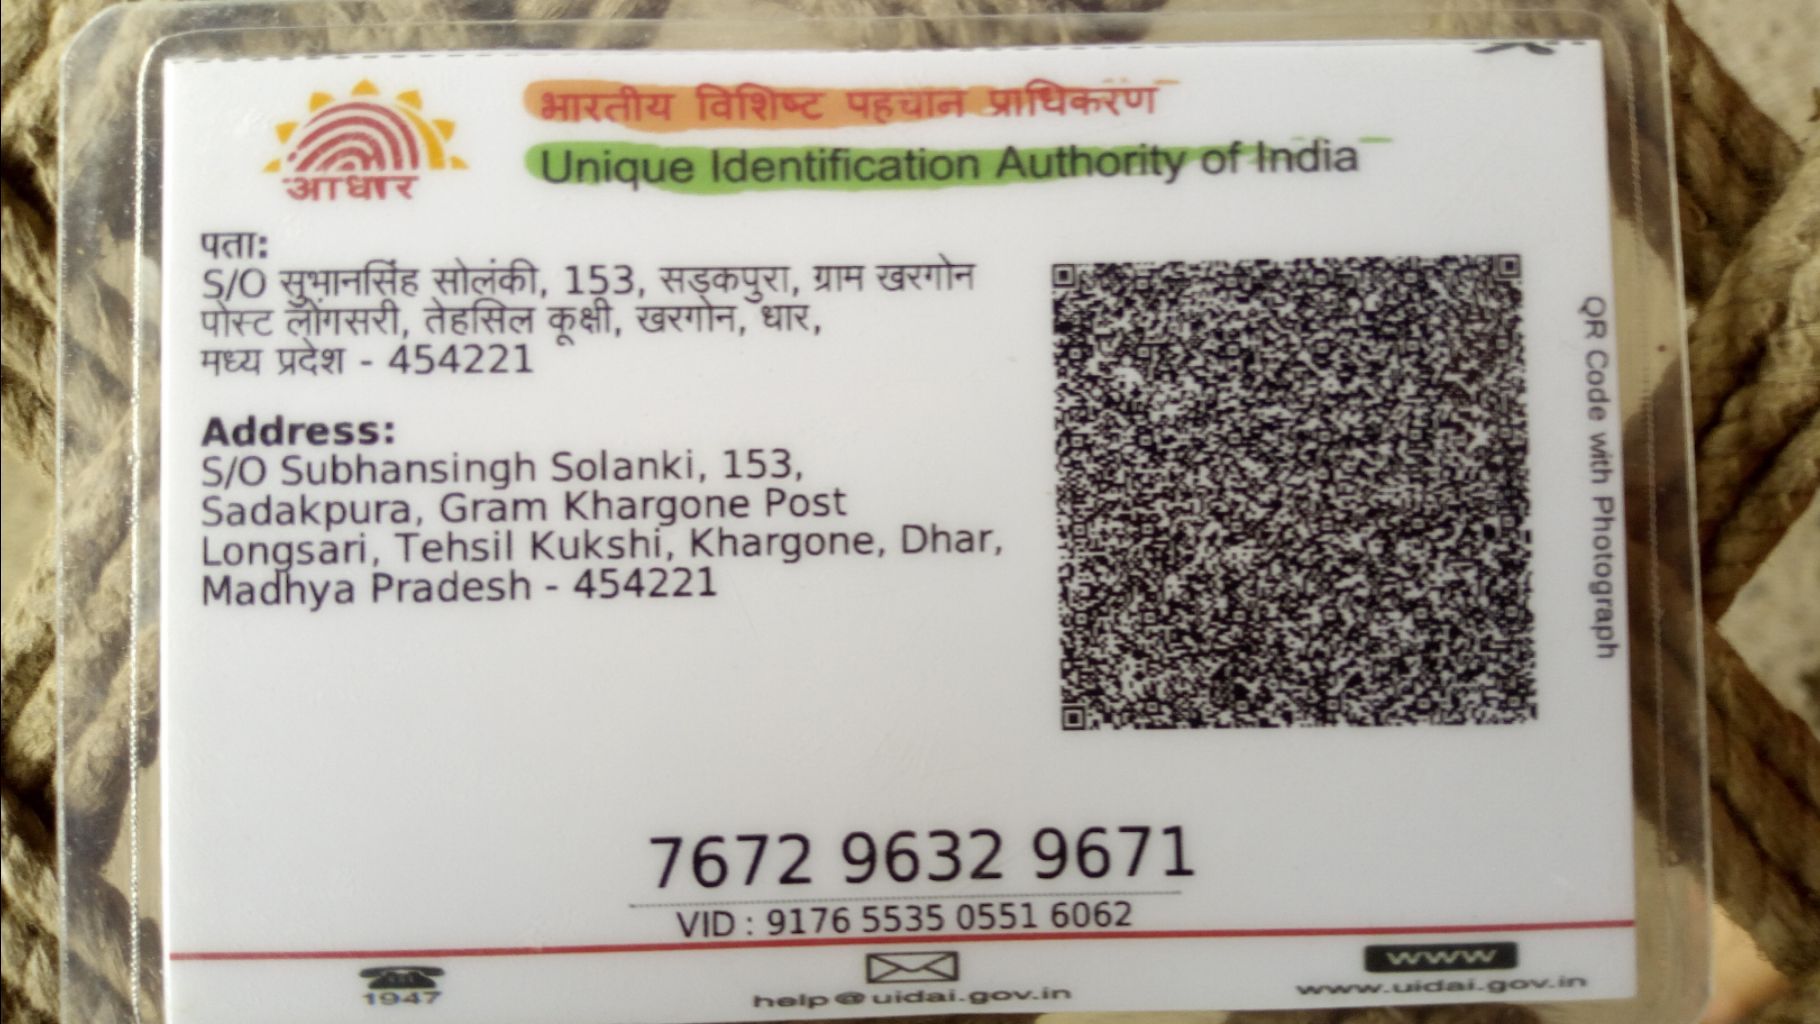 आधार
भारतीय विशिष्ट पहचान प्राधिकरण
Unique Identification Authority of India
पता:
S/O सुभानसिंह सोलंकी, 153, सड़कपुरा, ग्राम खरगोन
पोस्ट लोंगसरी, तेहसिल कूक्षी, खरगोन, धार,
मध्य प्रदेश - 454221
Address:
S/O Subhansingh Solanki, 153,
Sadakpura, Gram Khargone Post
Longsari, Tehsil Kukshi, Khargone, Dhar,
Madhya Pradesh - 454221
QR Code with Photograph
7672 9632 9671
VID : 9176 5535 0551 6062
1947
help@uidai.gov.in
www
www.uidai.gov.in